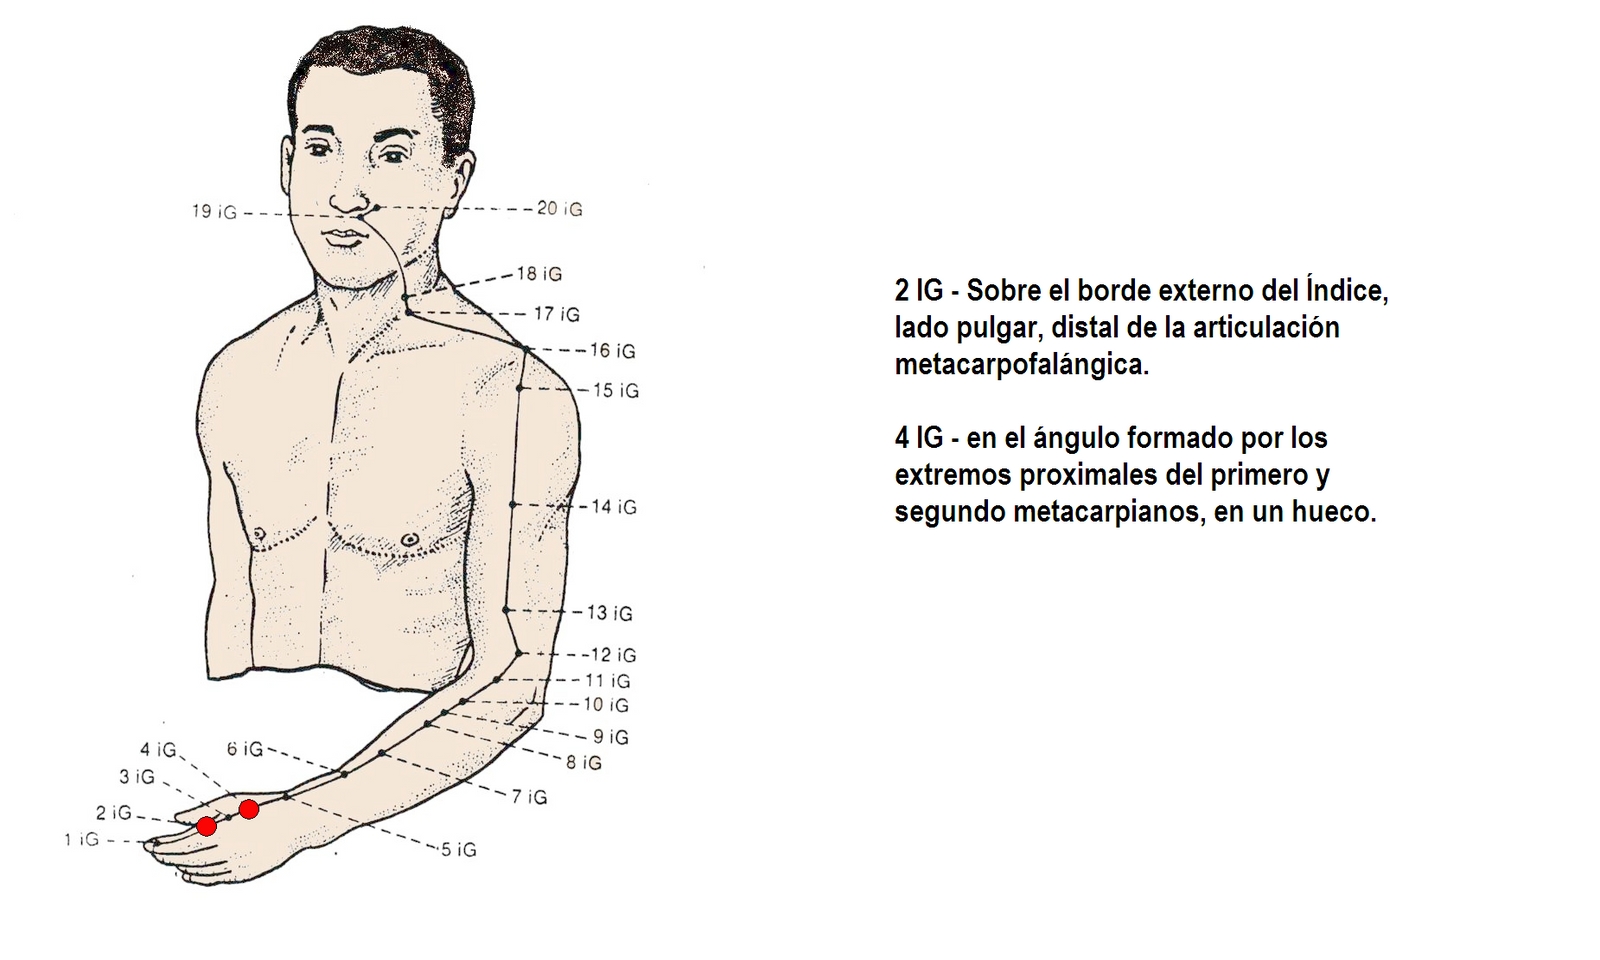 19 iG
20 iG
18 iG
17 iG
16 iG
15 iG
14 iG
13 iG
12 iG
11 iG
10 iG
9 iG
8 iG
7 iG
6 iG
4 iG
3 iG
2 iG
1 iG
5 iG
2 IG - Sobre el borde externo del Índice,
lado pulgar, distal de la articulación
metacarpofalángica.
4 IG - en el ángulo formado por los
extremos proximales del primero y
segundo metacarpianos, en un hueco.